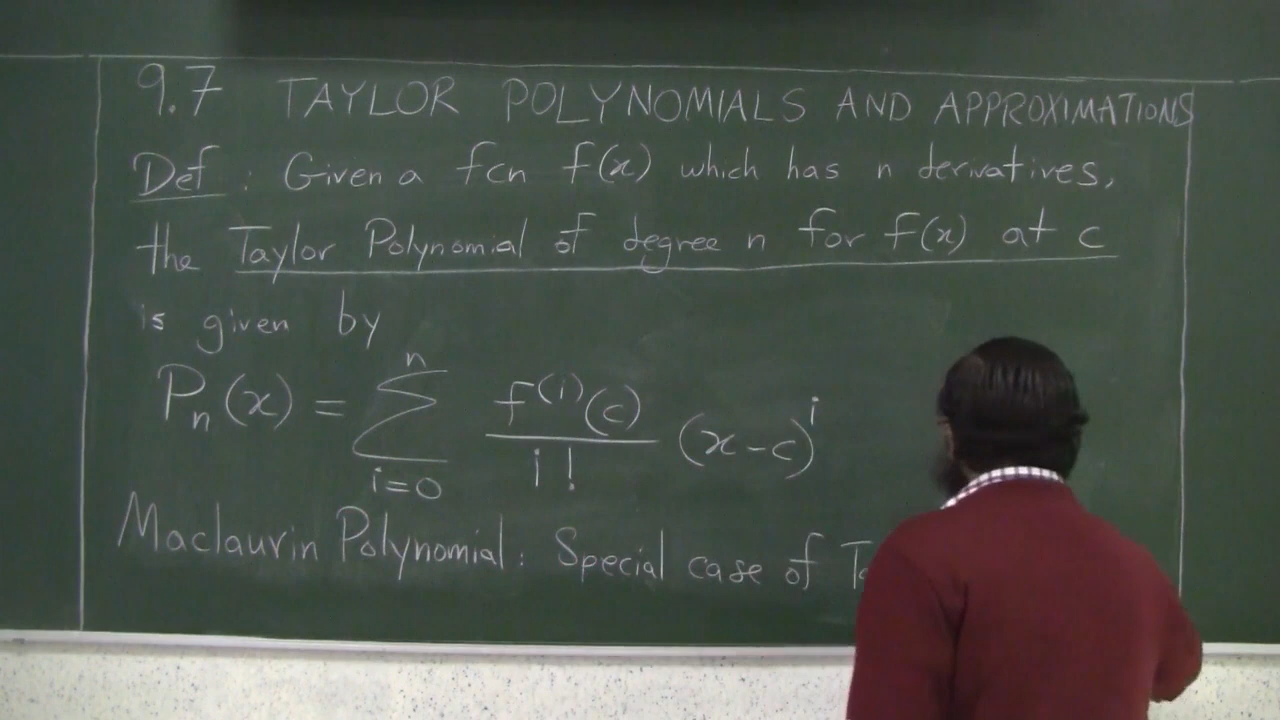 9.7 TAYLOR POLYNOMIALS AND APPROXIMATIONS
Def: Given a fcn f(x) which has n derivatives,
the Taylor Polynomial of degree n for f(x) at c
is given by
Pₙ(x) = ∑_{i=0}^{n} \frac{f^{(i)}(c)}{i!} (x-c)^i
Maclaurin Polynomial: Special case of